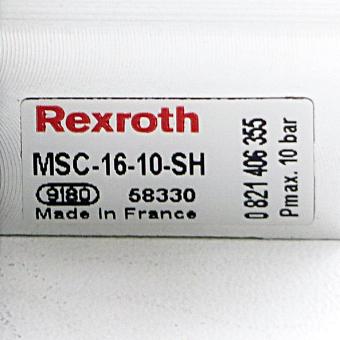 Rexroth
MSC-16-10-SH
9180 58330
Made in France
0 821 406 355
Pmax. 10 bar